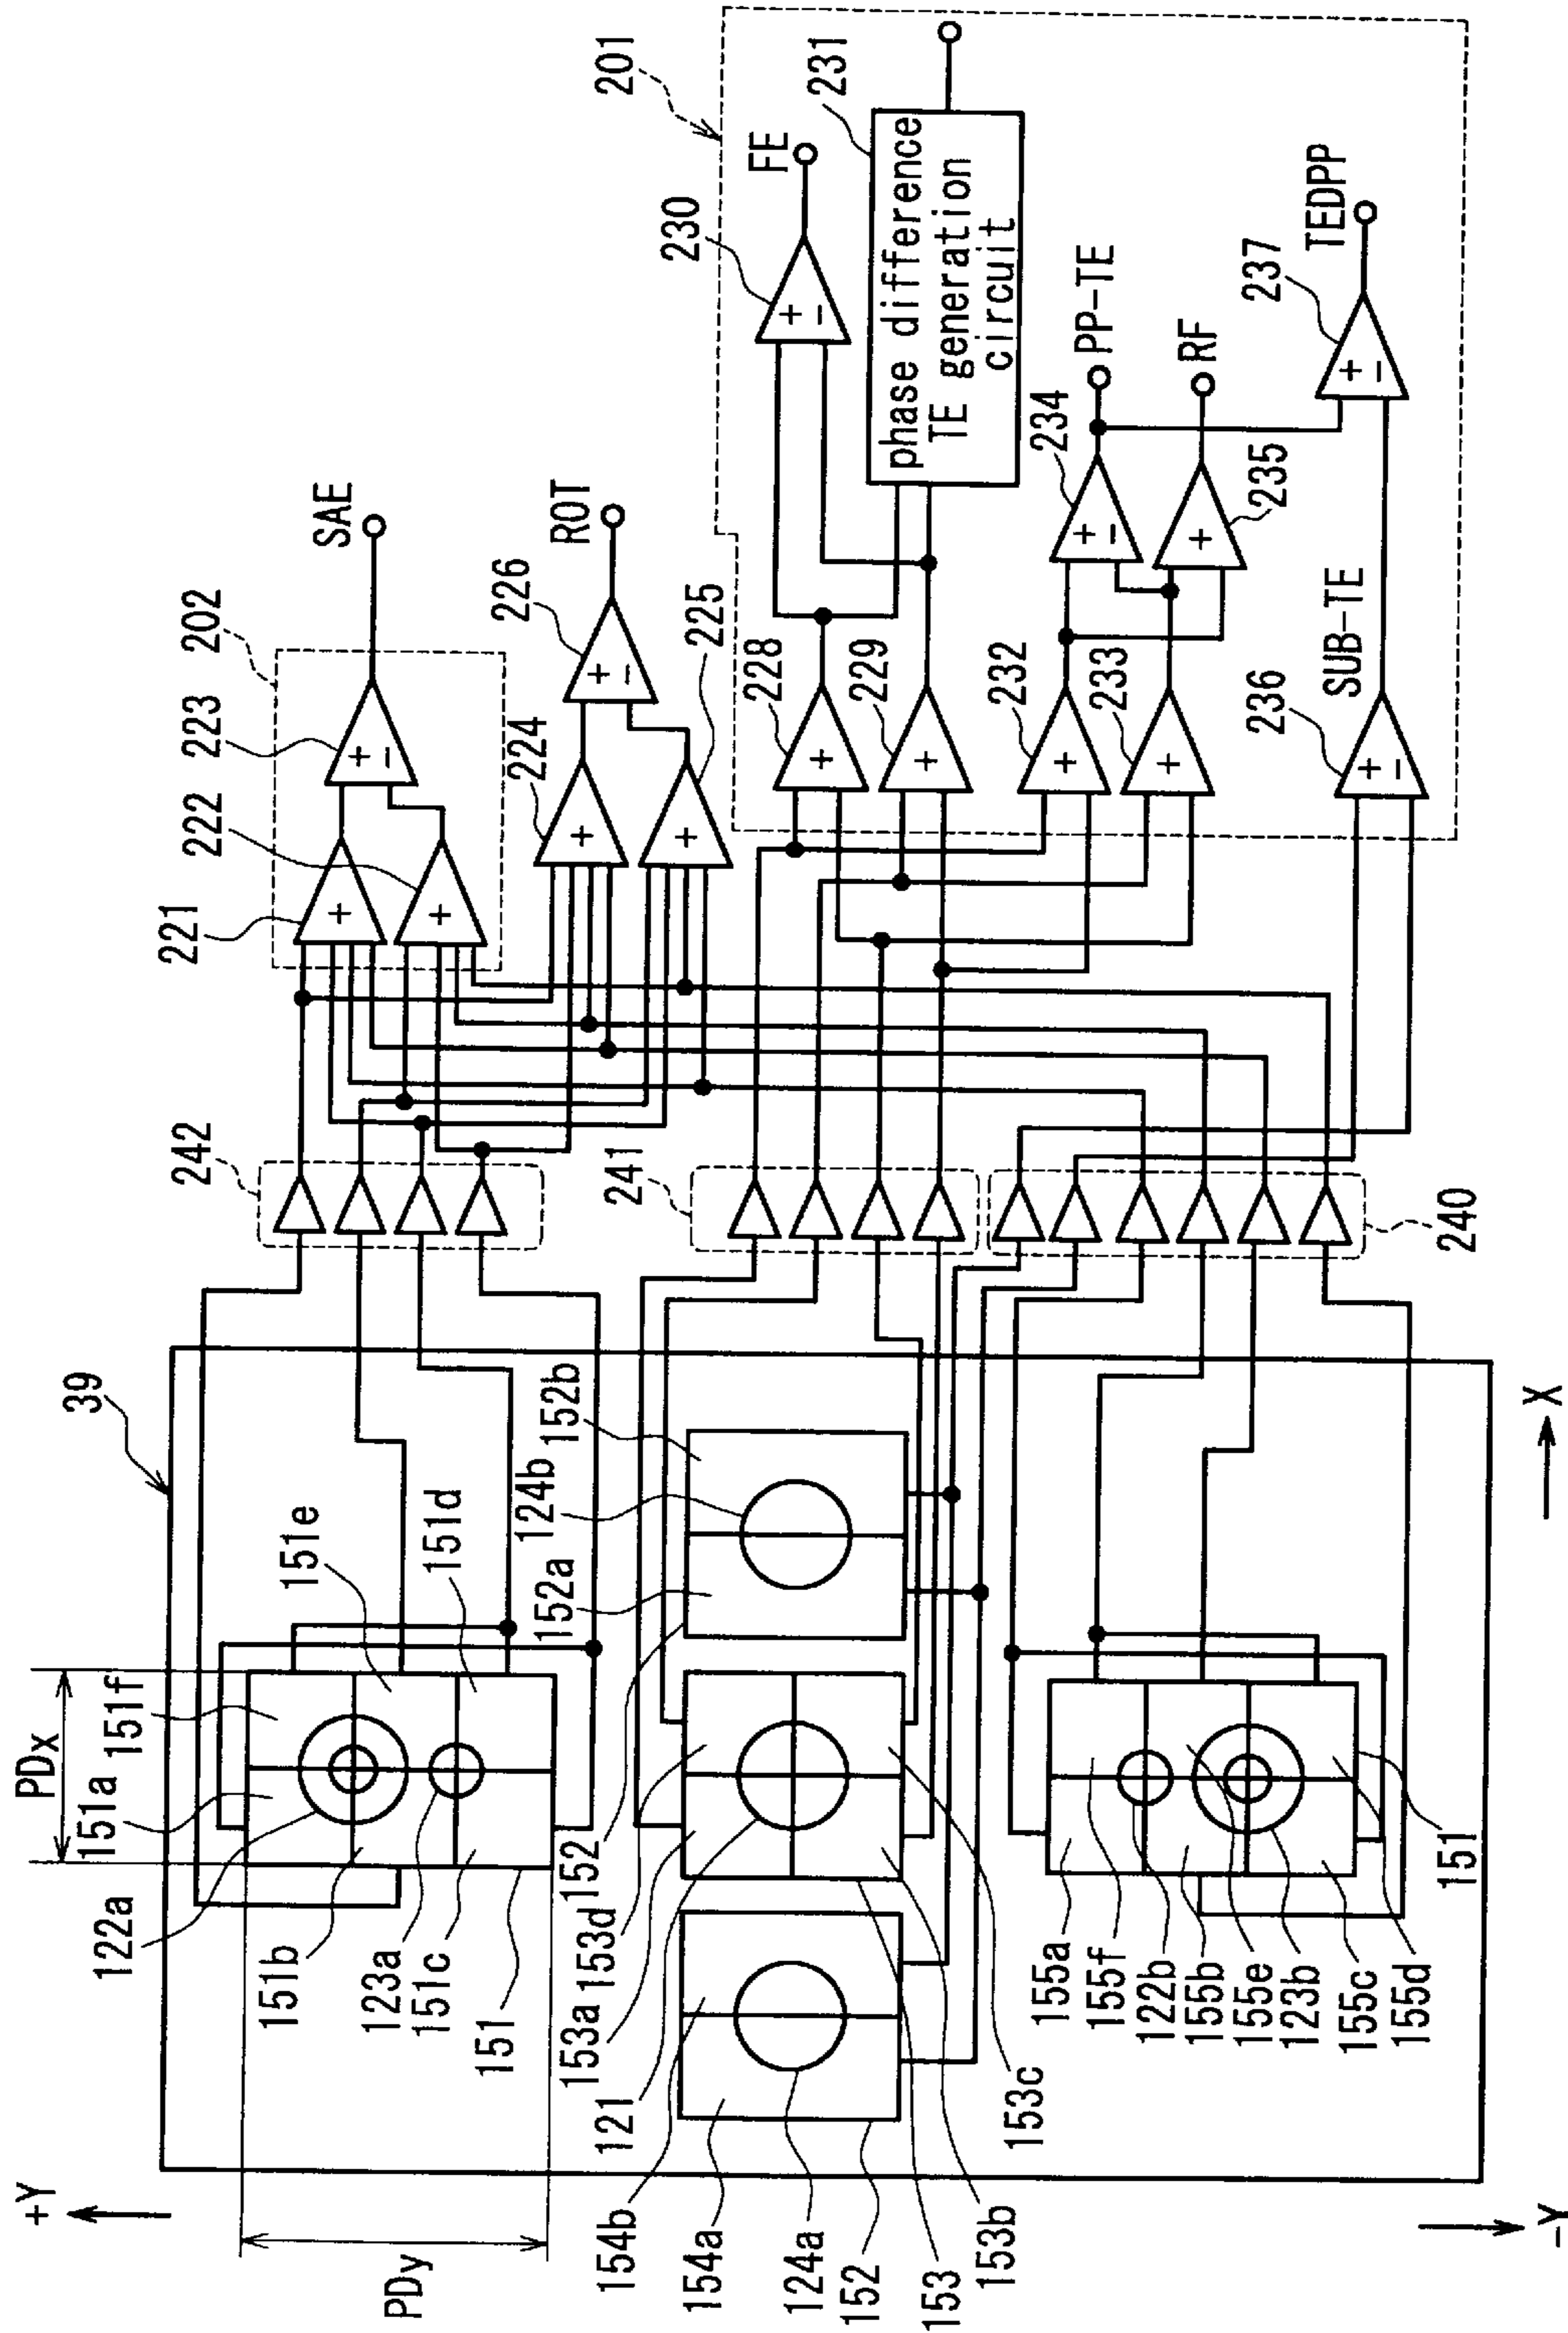 +Y
PDy
PDx
39
122a
151a
151f
151b
123a
151c
151
151e
151d
242
221
222
223
202
SAE
224
225
226
ROT
154b
154a
124a
152
153
153b
153c
121
153a
153d
152
152a
124b
152b
241
228
229
230
FE
201
231
phase difference
TE generation
circuit
232
233
234
PP-TE
235
RF
236
SUB-TE
237
TEDPP
155a
155f
122b
155b
155e
123b
155c
155d
151
240
X
-Y
+
+
+
-
+
+
+
-
+
+
+
-
+
+
+
-
+
+
-
+
-